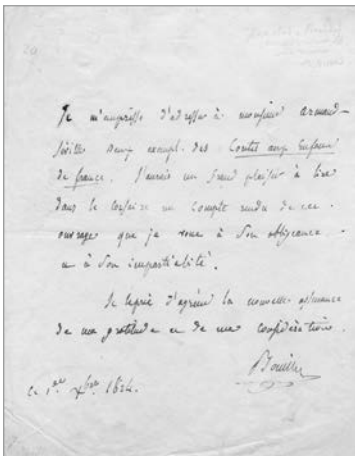 Je m'empresse d'adresser à monsieur armand
deux exempl. des Contes aux Enfans
de france. J'aurais un grand plaisir à lire
dans le corsaire un compte rendu de cet
ouvrage que je voue à Son obligeance
et à Son impartialité.
Je le prie d'agréer la nouvelle assurance
de ma gratitude et de ma considération.
Bouilly
ce 1er Xbre 1824.